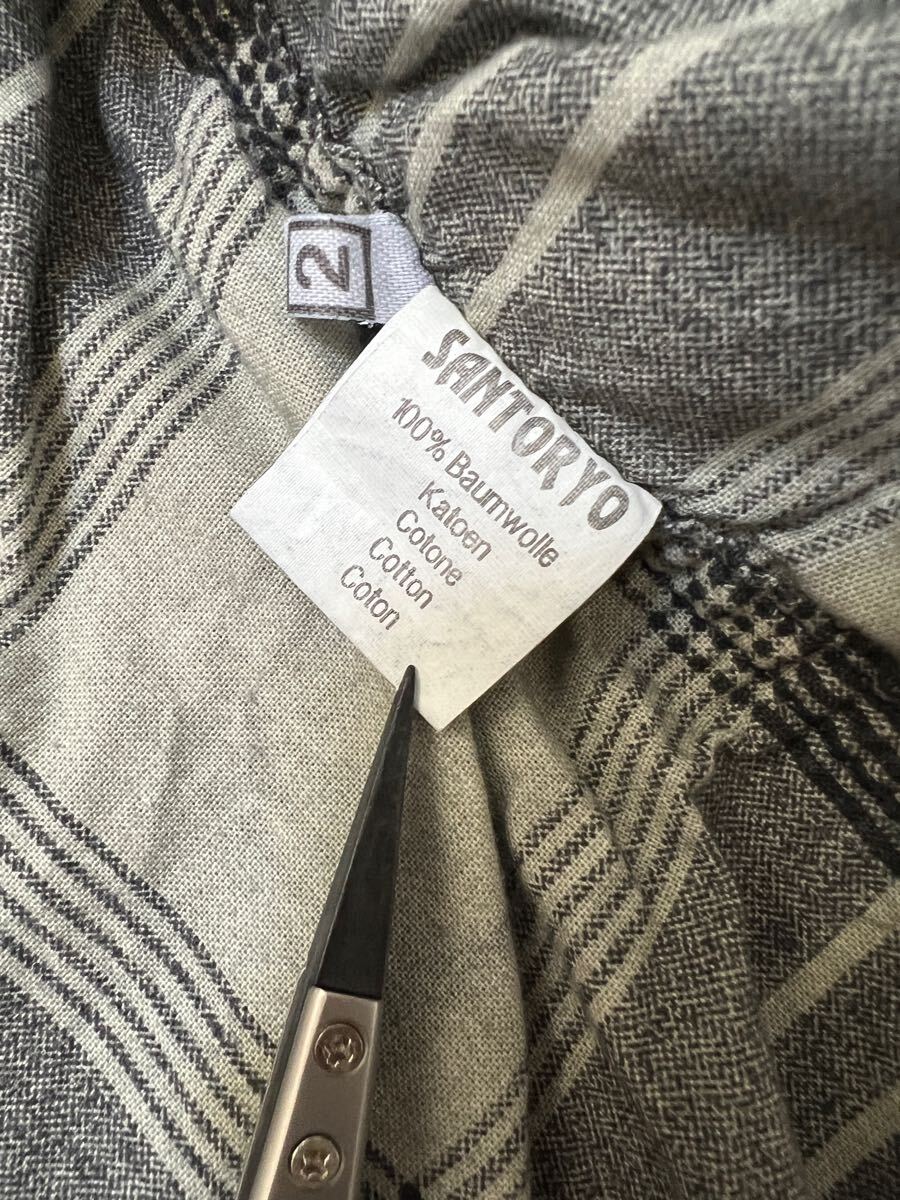 2
SANTORYO
100% Baumwolle
Katoen
Cotone
Cotton
Coton